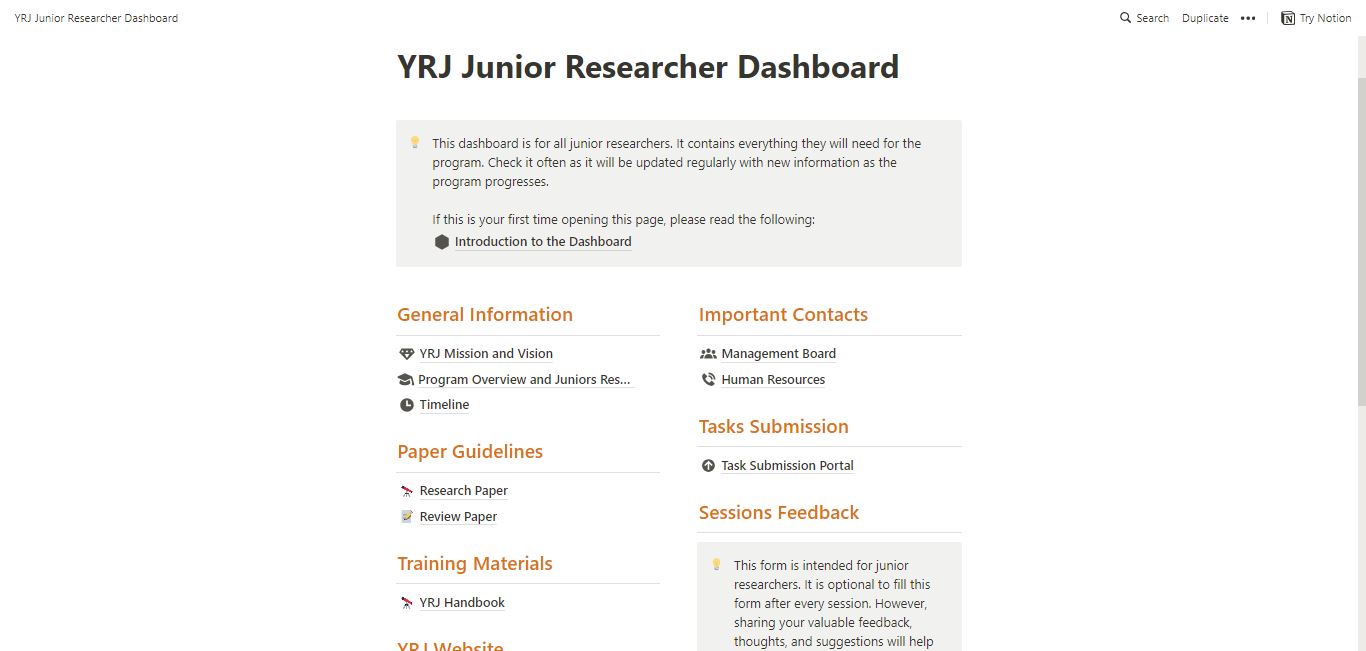 YRJ Junior Researcher Dashboard
Search
Duplicate
Try Notion
YRJ Junior Researcher Dashboard
This dashboard is for all junior researchers. It contains everything they will need for the
program. Check it often as it will be updated regularly with new information as the
program progresses.
If this is your first time opening this page, please read the following:
Introduction to the Dashboard
General Information
YRJ Mission and Vision
Program Overview and Juniors Res...
Timeline
Paper Guidelines
Research Paper
Review Paper
Training Materials
YRJ Handbook
YRJ Website
Important Contacts
Management Board
Human Resources
Tasks Submission
Task Submission Portal
Sessions Feedback
This form is intended for junior
researchers. It is optional to fill this
form after every session. However,
sharing your valuable feedback,
thoughts, and suggestions will help